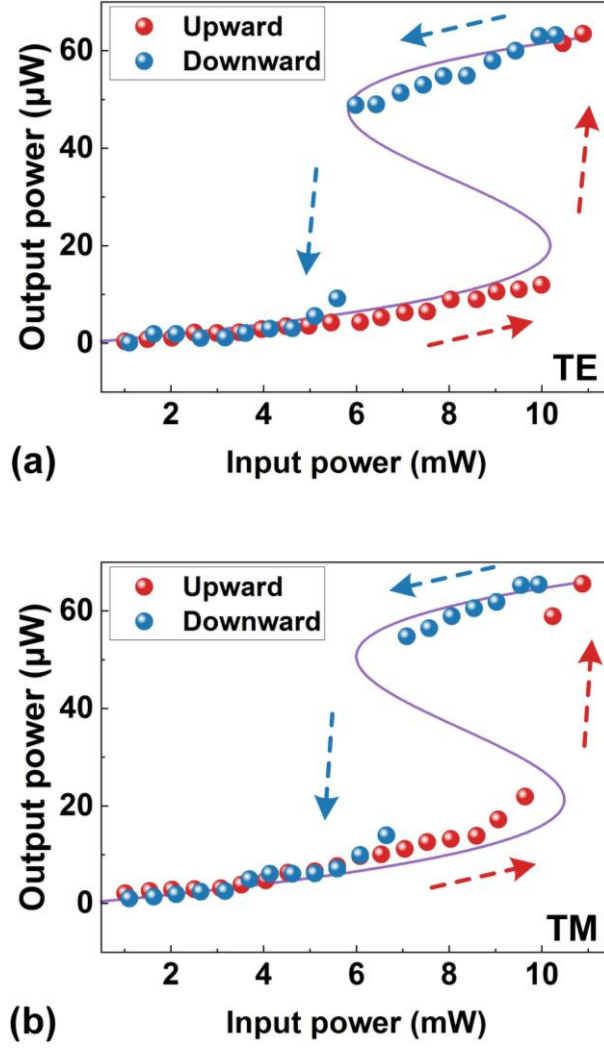 Upward
Downward
60
40
20
0
Output power (μW)
2 4 6 8 10
Input power (mW)
TE
(a)
Upward
Downward
60
40
20
0
Output power (μW)
2 4 6 8 10
Input power (mW)
TM
(b)